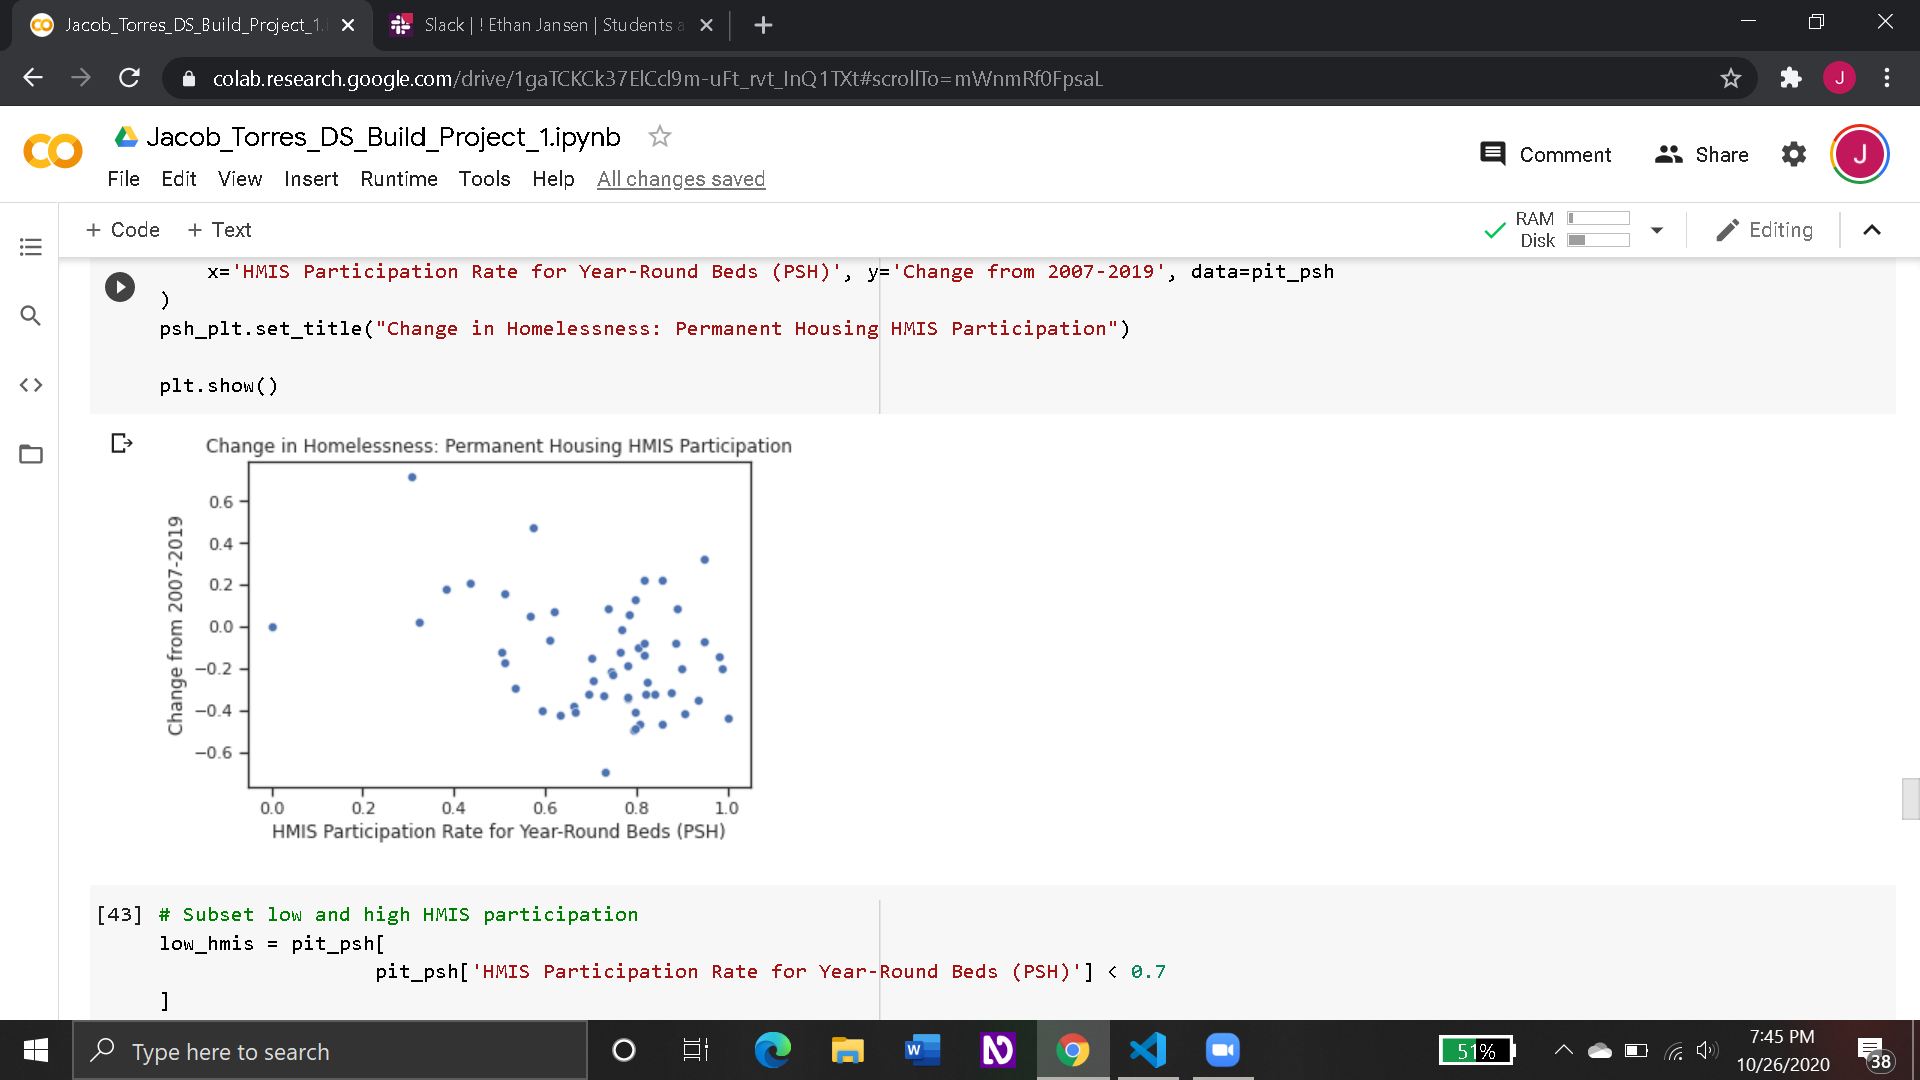 Jacob_Torres_DS_Build_Project_1.i
Slack | ! Ethan Jansen | Students a
colab.research.google.com/drive/1gaTCKCk37ElCcl9m-uFt_rvt_InQ1TXt#scrollTo=mWnmRf0FpsaL
J
Jacob_Torres_DS_Build_Project_1.ipynb
Comment
Share
J
File Edit View Insert Runtime Tools Help All changes saved
+ Code + Text
RAM
Disk
Editing
x='HMIS Participation Rate for Year-Round Beds (PSH)', y='Change from 2007-2019', data=pit_psh
)
psh_plt.set_title("Change in Homelessness: Permanent Housing HMIS Participation")
plt.show()
Change in Homelessness: Permanent Housing HMIS Participation
Change from 2007-2019
0.6
0.4
0.2
0.0
−0.2
−0.4
−0.6
0.0 0.2 0.4 0.6 0.8 1.0
HMIS Participation Rate for Year-Round Beds (PSH)
[43] # Subset low and high HMIS participation
low_hmis = pit_psh[
pit_psh['HMIS Participation Rate for Year-Round Beds (PSH)'] < 0.7
]
Type here to search
W
N
51%
7:45 PM
10/26/2020
38